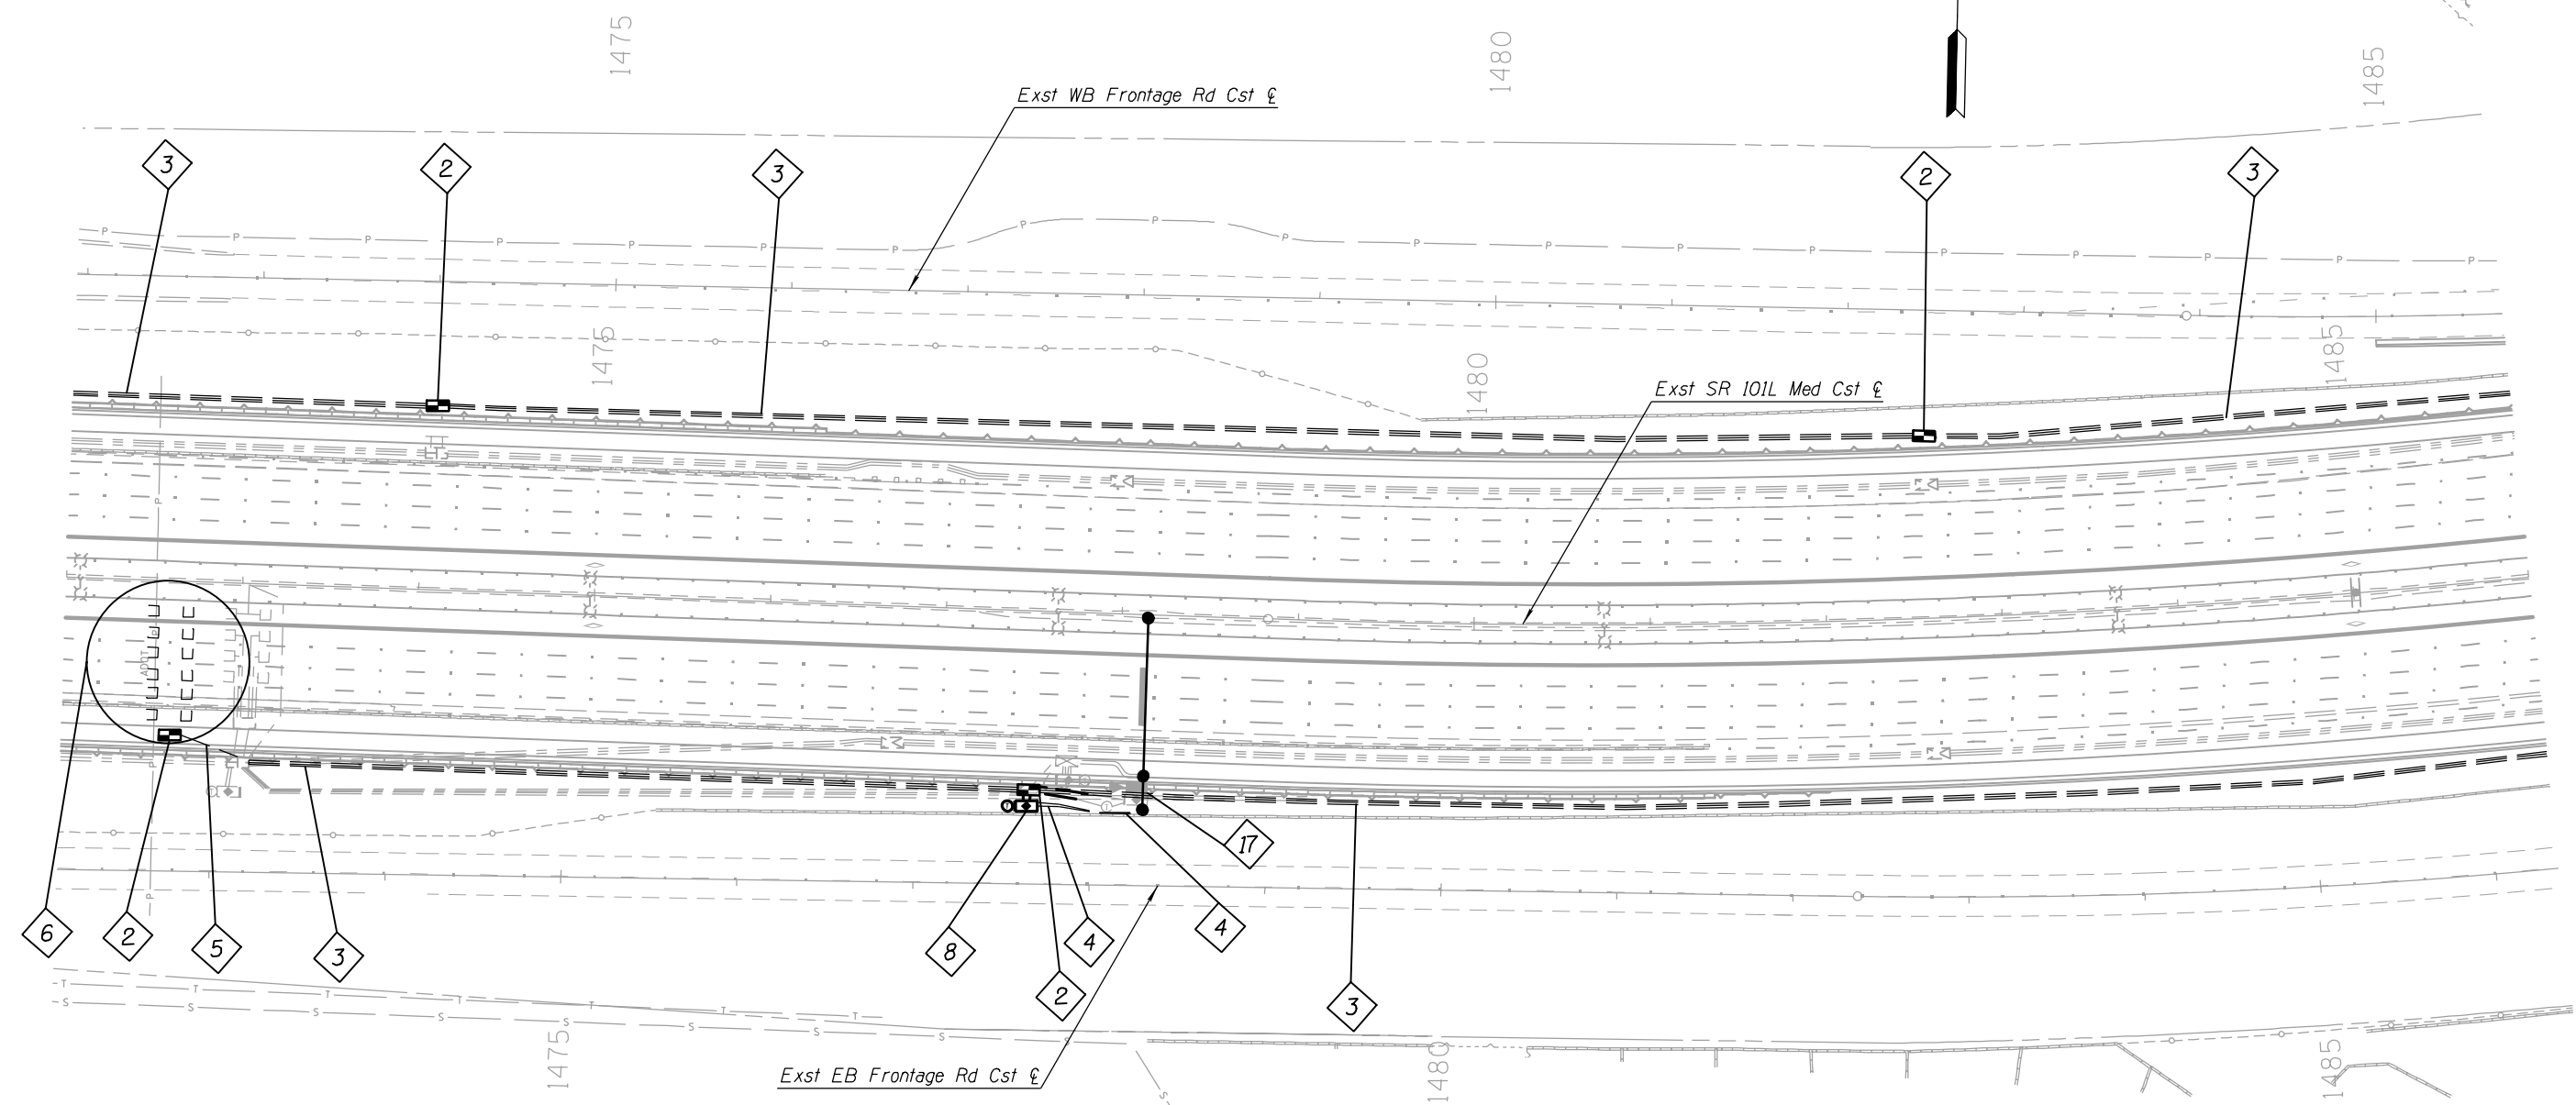 1475
1480
1485
Exst WB Frontage Rd Cst ℄
3
2
3
2
3
P P P P P P P P P P P P P P P P P P P
1475
1480
1485
Exst SR 101L Med Cst ℄
P
ADOT
P
P
17
6
2
5
3
8
4
2
4
3
T T T T T T T
S S S S S S S S S
1475
1480
1485
Exst EB Frontage Rd Cst ℄